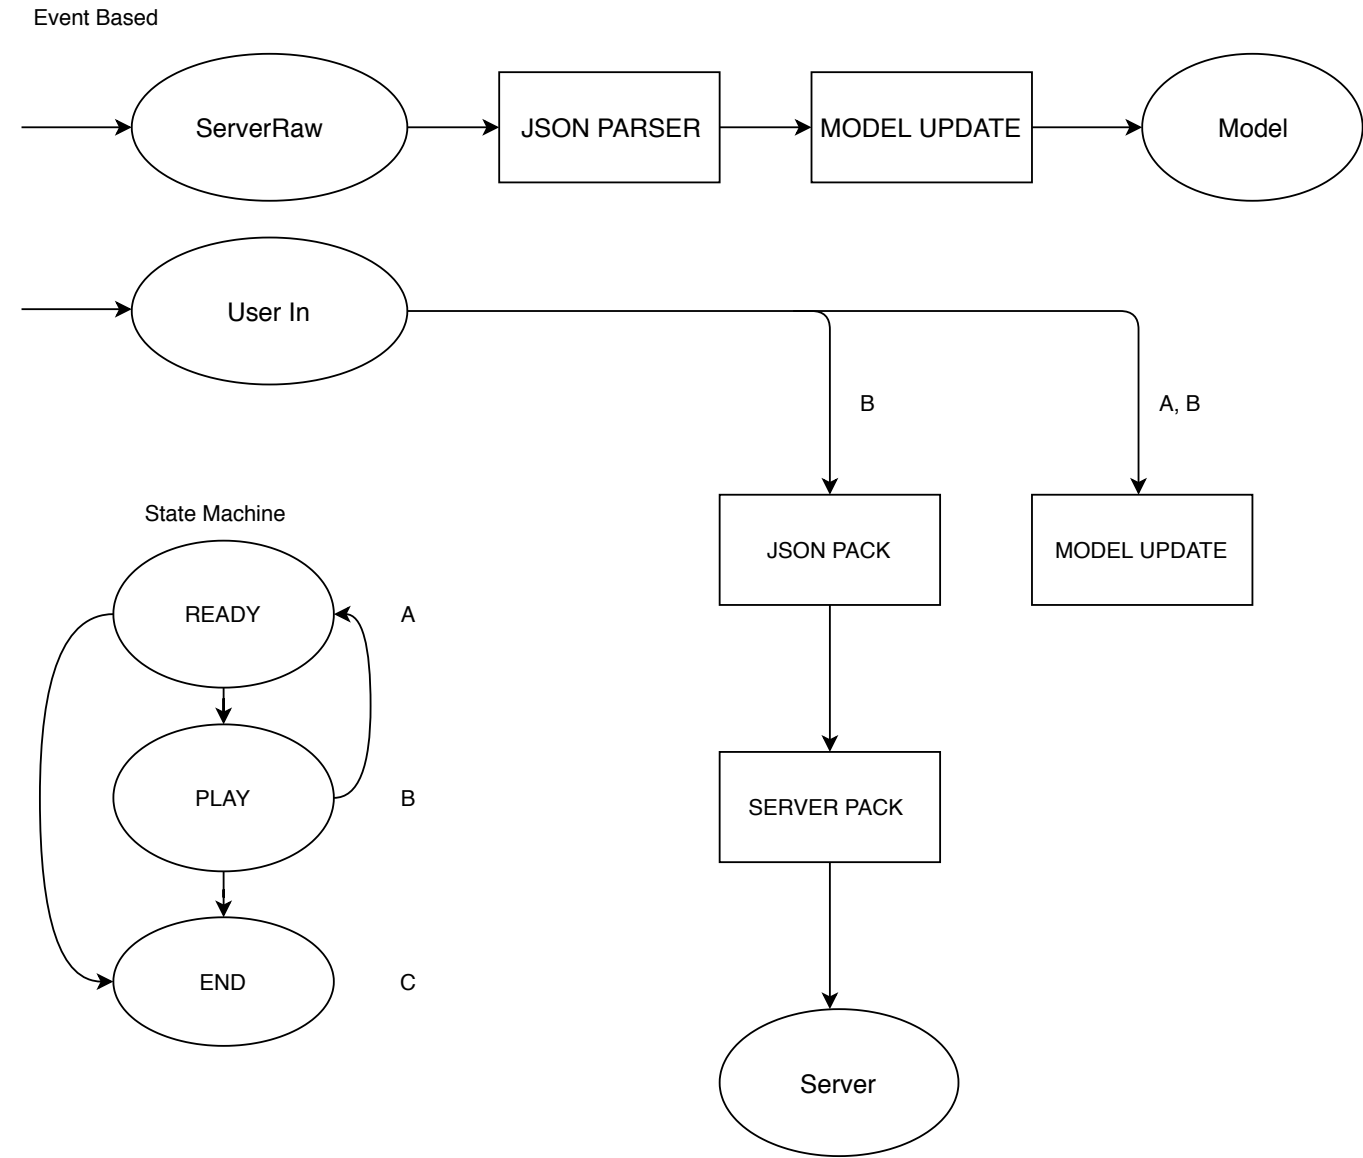 Event Based
ServerRaw
JSON PARSER
MODEL UPDATE
Model
User In
B
A, B
State Machine
JSON PACK
MODEL UPDATE
READY
A
PLAY
B
SERVER PACK
END
C
Server